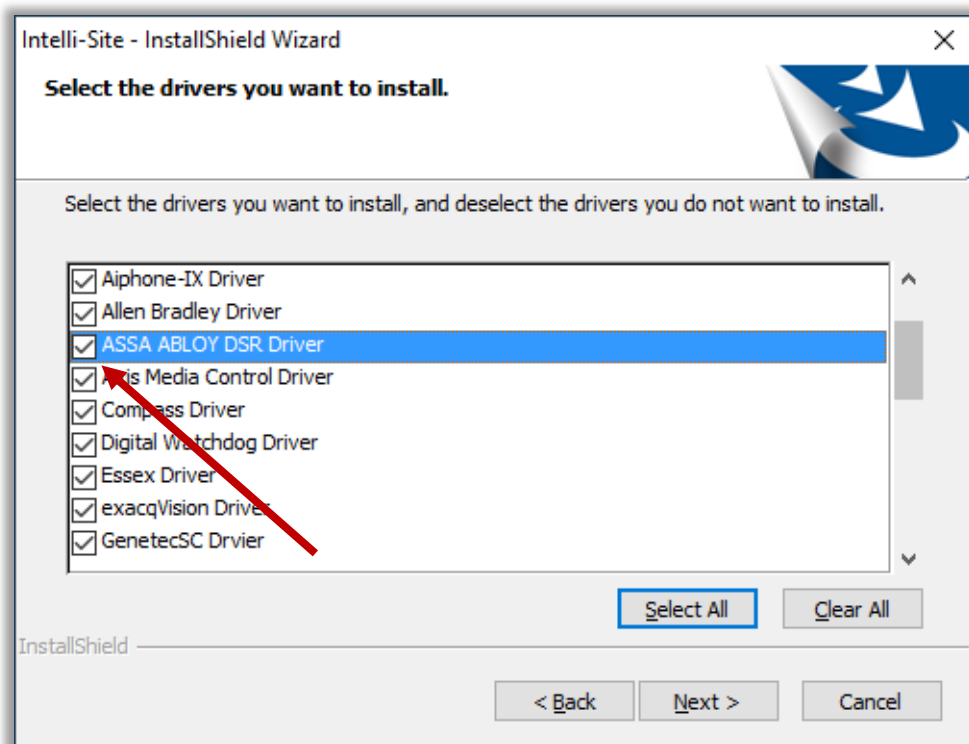 Intelli-Site - InstallShield Wizard
Select the drivers you want to install.
Select the drivers you want to install, and deselect the drivers you do not want to install.
Aiphone-IX Driver
Allen Bradley Driver
ASSA ABLOY DSR Driver
Axis Media Control Driver
Compass Driver
Digital Watchdog Driver
Essex Driver
exacqVision Driver
GenetecSC Drvier
Select All Clear All
InstallShield
< Back Next > Cancel